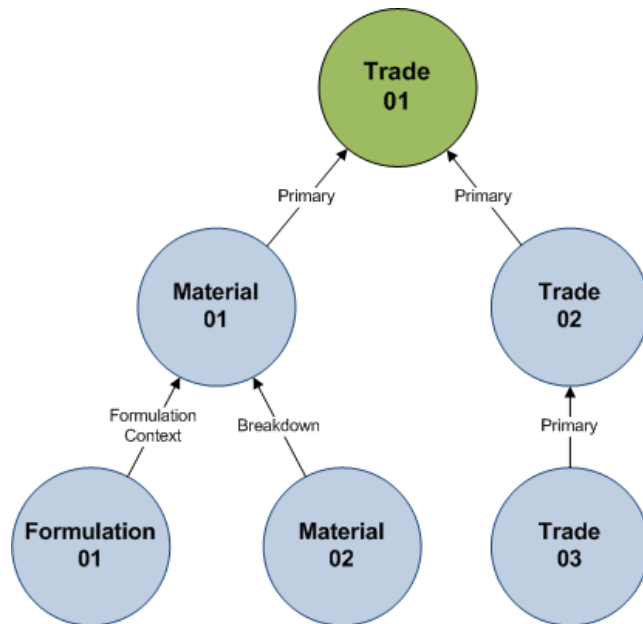 Trade
01
Primary
Primary
Material
01
Trade
02
Formulation
Context
Breakdown
Primary
Formulation
01
Material
02
Trade
03